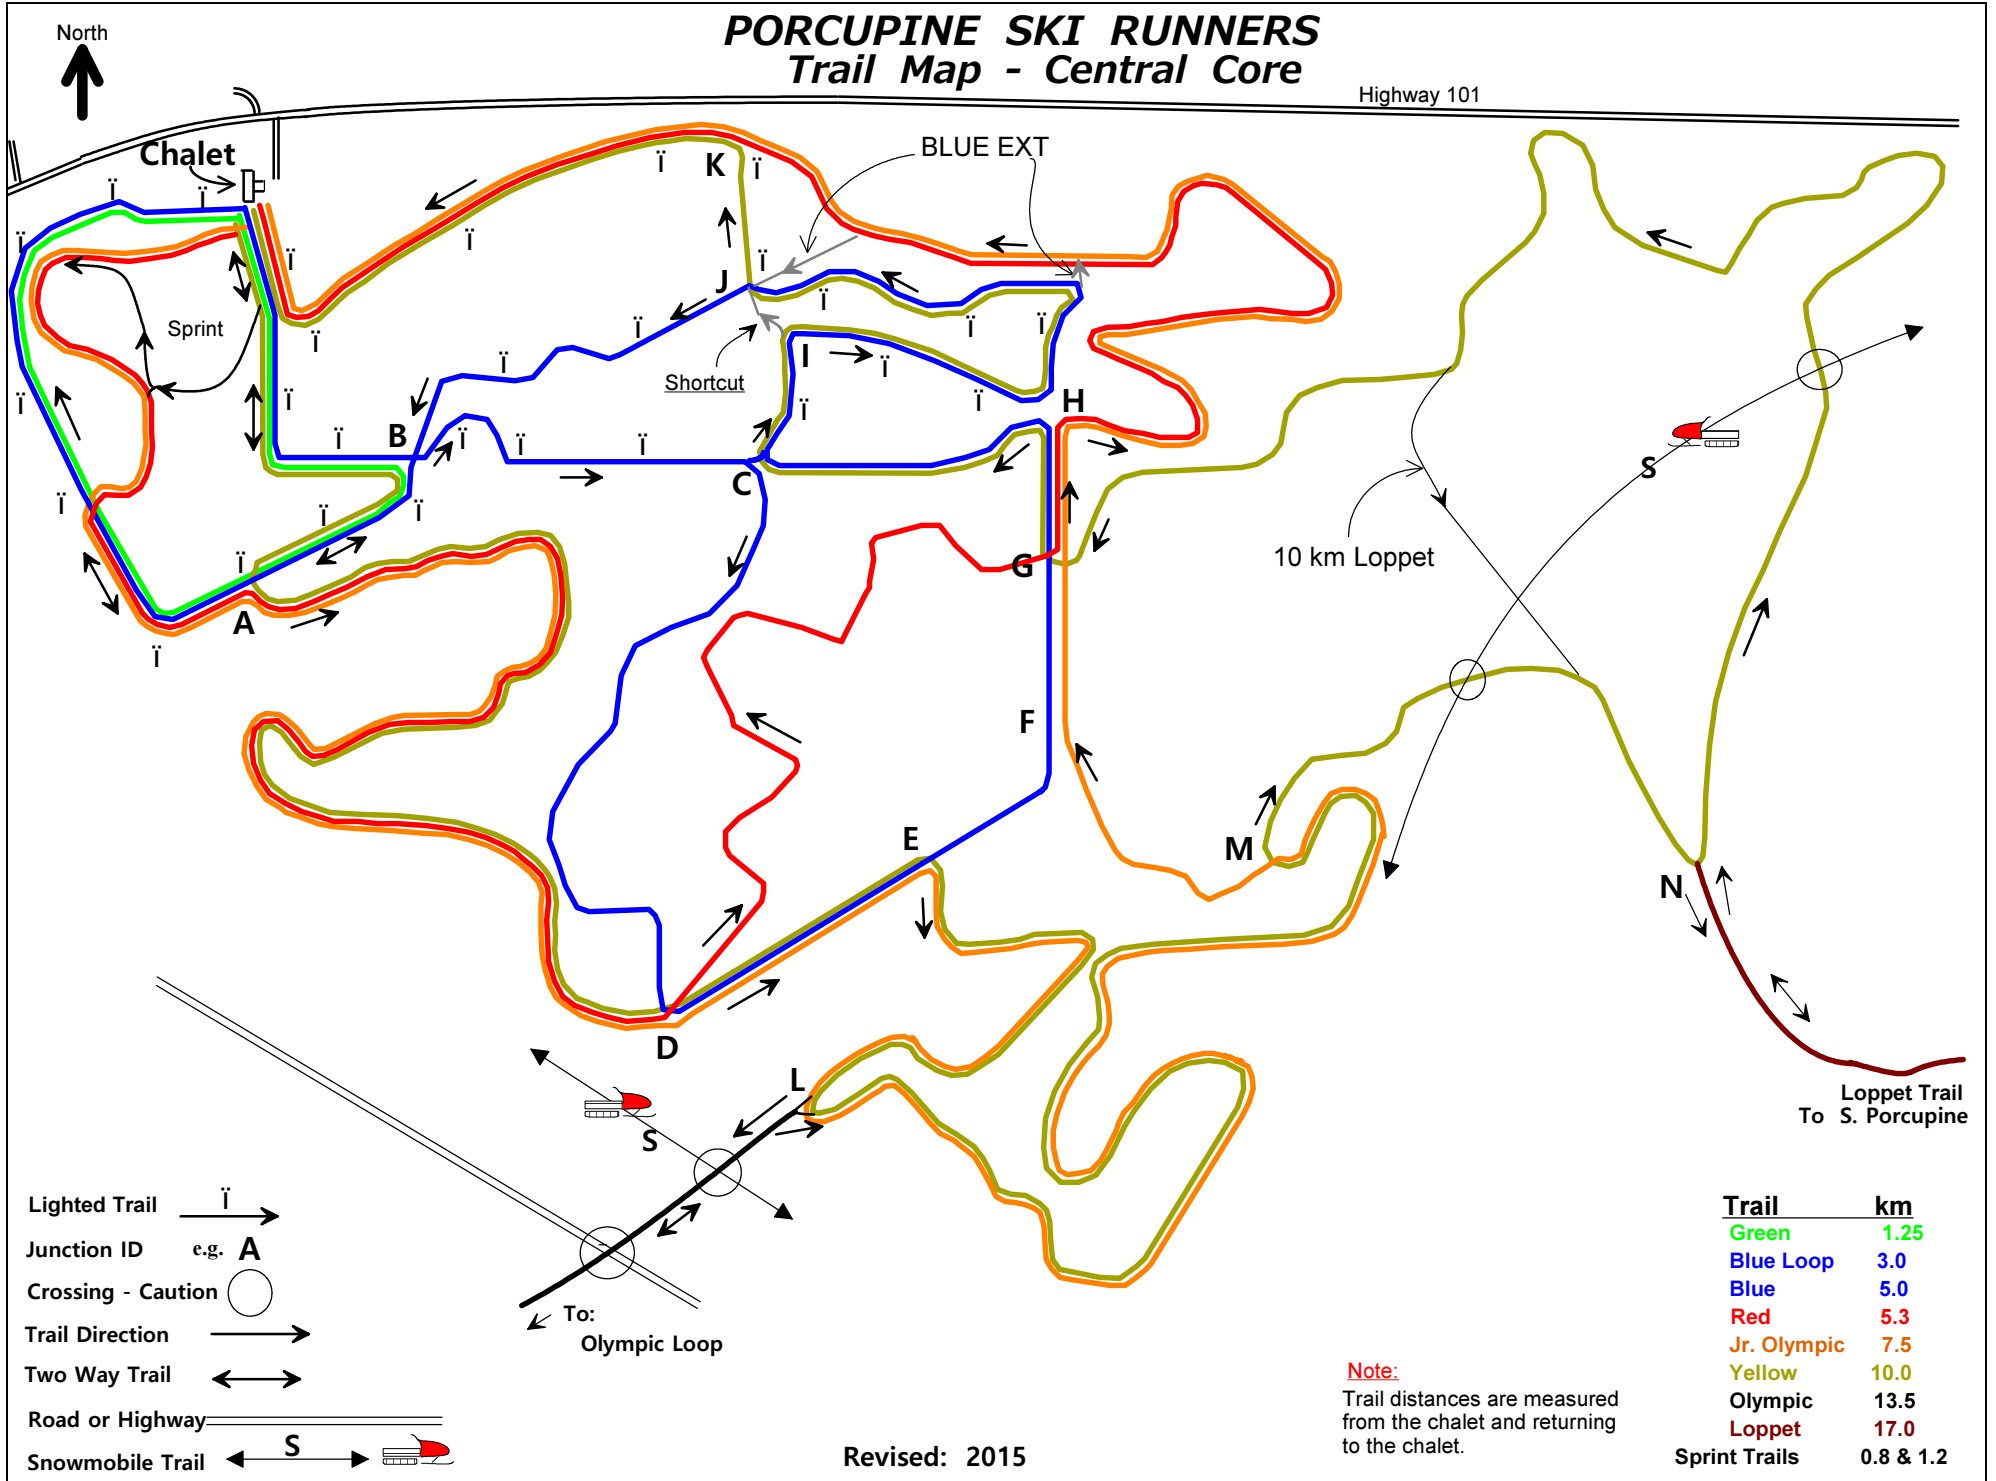 PORCUPINE SKI RUNNERS
Trail Map - Central Core
North
Highway 101
Chalet
BLUE EXT
K
J
Sprint
I
Shortcut
H
B
C
S
10 km Loppet
G
A
F
E
M
N
D
L
S
Loppet Trail
To S. Porcupine
To:
Olympic Loop
Lighted Trail ï
Junction ID e.g. A
Crossing - Caution
Trail Direction
Two Way Trail
Road or Highway
Snowmobile Trail S
Revised: 2015
Note:
Trail distances are measured
from the chalet and returning
to the chalet.
Trail km
Green 1.25
Blue Loop 3.0
Blue 5.0
Red 5.3
Jr. Olympic 7.5
Yellow 10.0
Olympic 13.5
Loppet 17.0
Sprint Trails 0.8 & 1.2